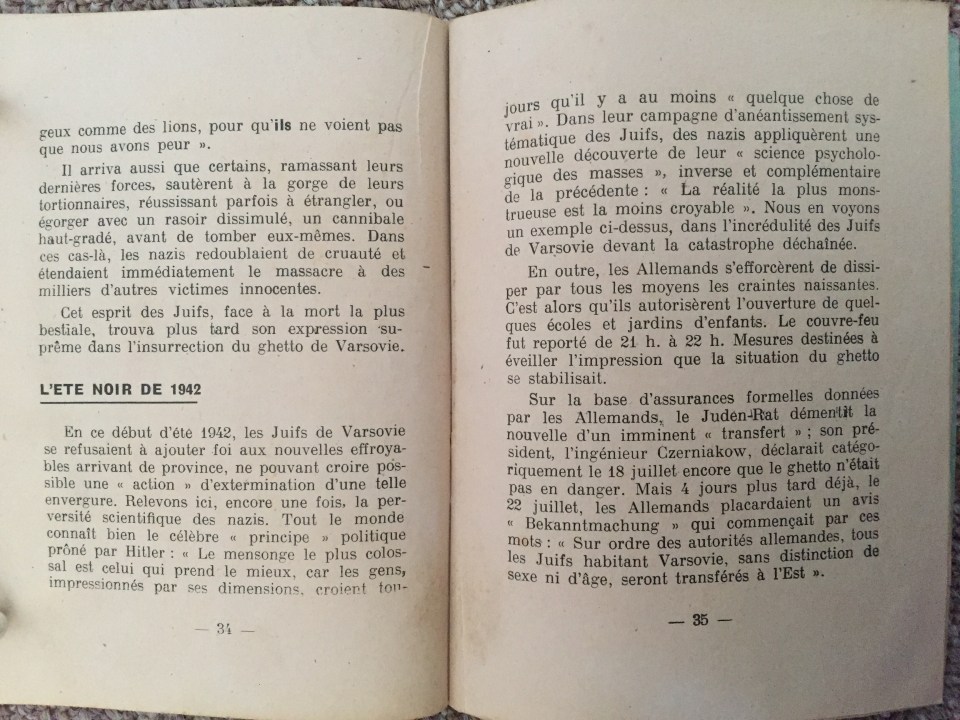 geux comme des lions, pour qu'ils ne voient pas
que nous avons peur ».
Il arriva aussi que certains, ramassant leurs
dernières forces, sautèrent à la gorge de leurs
tortionnaires, réussissant parfois à étrangler, ou
égorger avec un rasoir dissimulé, un cannibale
haut-gradé, avant de tomber eux-mêmes. Dans
ces cas-là, les nazis redoublaient de cruauté et
étendaient immédiatement le massacre à des
milliers d'autres victimes innocentes.
Cet esprit des Juifs, face à la mort la plus
bestiale, trouva plus tard son expression su-
prême dans l'insurrection du ghetto de Varsovie.
L'ETE NOIR DE 1942
En ce début d'été 1942, les Juifs de Varsovie
se refusaient à ajouter foi aux nouvelles effroya-
bles arrivant de province, ne pouvant croire pos-
sible une « action » d'extermination d'une telle
envergure. Relevons ici, encore une fois, la per-
versité scientifique des nazis. Tout le monde
connaît bien le célèbre « principe » politique
prôné par Hitler : « Le mensonge le plus colos-
sal est celui qui prend le mieux, car les gens,
impressionnés par ses dimensions, croient tou-
— 34 —
jours qu'il y a au moins « quelque chose de
vrai ». Dans leur campagne d'anéantissement sys-
tématique des Juifs, des nazis appliquèrent une
nouvelle découverte de leur « science psycholo-
gique des masses », inverse et complémentaire
de la précédente : « La réalité la plus mons-
trueuse est la moins croyable ». Nous en voyons
un exemple ci-dessus, dans l'incrédulité des Juifs
de Varsovie devant la catastrophe déchaînée.
En outre, les Allemands s'efforcèrent de dissi-
per par tous les moyens les craintes naissantes.
C'est alors qu'ils autorisèrent l'ouverture de quel-
ques écoles et jardins d'enfants. Le couvre-feu
fut reporté de 21 h. à 22 h. Mesures destinées à
éveiller l'impression que la situation du ghetto
se stabilisait.
Sur la base d'assurances formelles données
par les Allemands, le Juden-Rat démentit la
nouvelle d'un imminent « transfert » ; son pré-
sident, l'ingénieur Czerniakow, déclarait catégo-
riquement le 18 juillet encore que le ghetto n'était
pas en danger. Mais 4 jours plus tard déjà, le
22 juillet, les Allemands placardaient un avis
« Bekanntmachung » qui commençait par ces
mots : « Sur ordre des autorités allemandes, tous
les Juifs habitant Varsovie, sans distinction de
sexe ni d'âge, seront transférés à l'Est ».
— 35 —